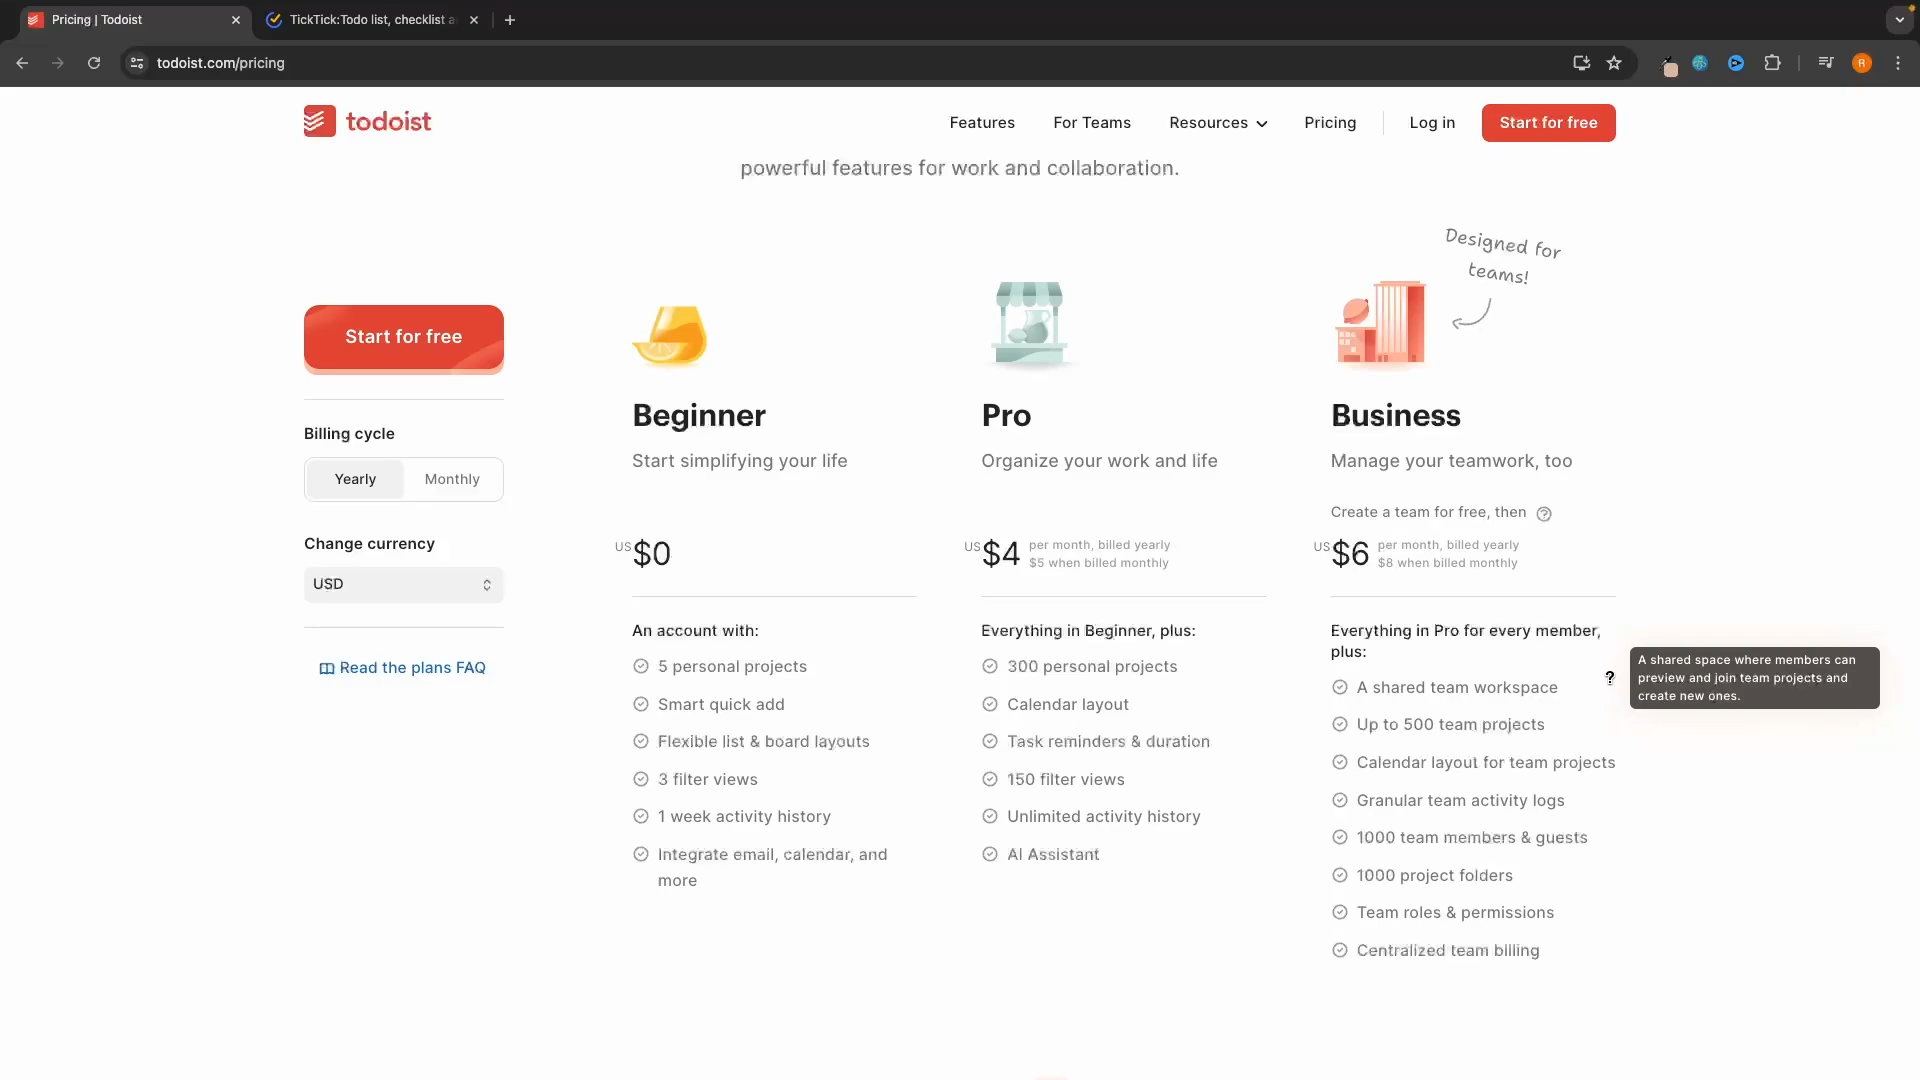 Pricing | Todoist
TickTick:Todo list, checklist a
todoist.com/pricing
R
todoist
Features
For Teams
Resources
Pricing
Log in
Start for free
powerful features for work and collaboration.
Designed for
teams!
Start for free
Billing cycle
Yearly
Monthly
Change currency
USD
Read the plans FAQ
Beginner
Start simplifying your life
US$0
An account with:
5 personal projects
Smart quick add
Flexible list & board layouts
3 filter views
1 week activity history
Integrate email, calendar, and
more
Pro
Organize your work and life
US$4
per month, billed yearly
$5 when billed monthly
Everything in Beginner, plus:
300 personal projects
Calendar layout
Task reminders & duration
150 filter views
Unlimited activity history
AI Assistant
Business
Manage your teamwork, too
Create a team for free, then ?
US$6
per month, billed yearly
$8 when billed monthly
Everything in Pro for every member,
plus:
A shared team workspace
Up to 500 team projects
Calendar layout for team projects
Granular team activity logs
1000 team members & guests
1000 project folders
Team roles & permissions
Centralized team billing
?
A shared space where members can
preview and join team projects and
create new ones.